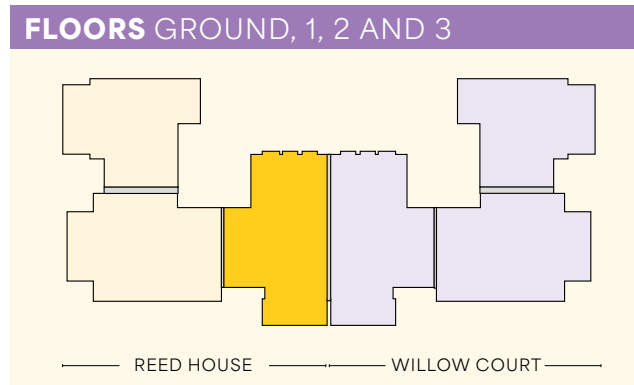 FLOORS GROUND, 1, 2 AND 3
REED HOUSE
WILLOW COURT